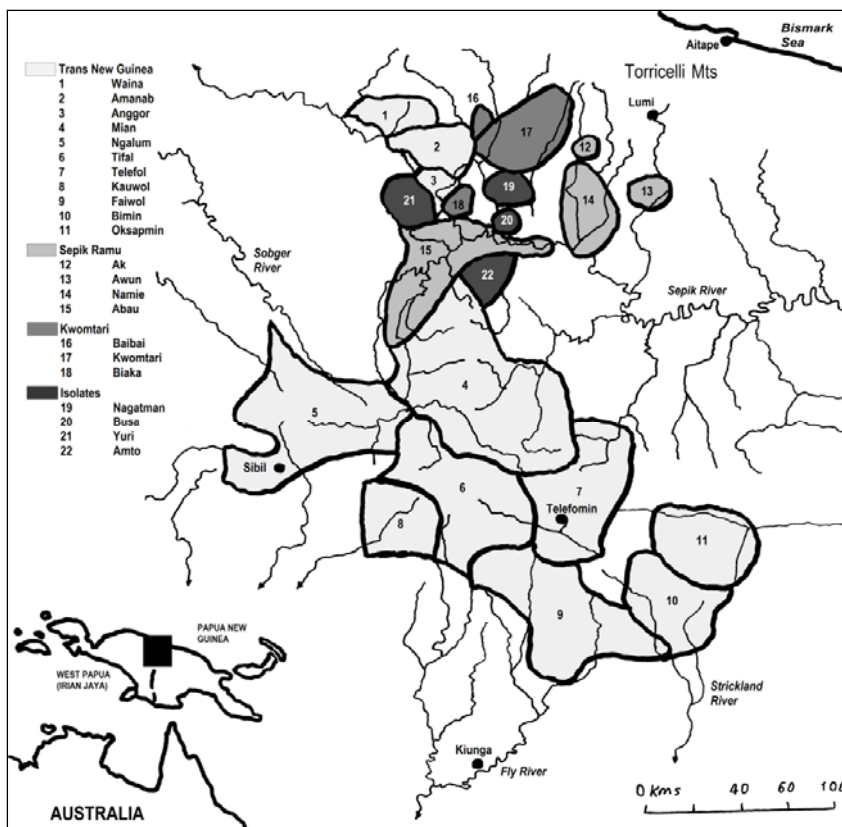 Bismark
Sea
Aitape
Torricelli Mts
Lumi
Trans New Guinea
1 Waina
2 Amanab
3 Anggor
4 Mian
5 Ngalum
6 Tifal
7 Telefol
8 Kauwol
9 Faiwol
10 Bimin
11 Oksapmin
Sepik Ramu
12 Ak
13 Awun
14 Namie
15 Abau
Kwomtari
16 Baibai
17 Kwomtari
18 Biaka
Isolates
19 Nagatman
20 Busa
21 Yuri
22 Amto
16
1
17
2
12
3
19
13
21
18
14
20
15
22
Sobger
River
Sepik River
4
5
Sibil
6
7
Telefomin
8
11
10
9
PAPUA NEW
GUINEA
WEST PAPUA
(IRIAN JAYA)
Strickland
River
Kiunga
Fly River
0 Kms 40 60
AUSTRALIA